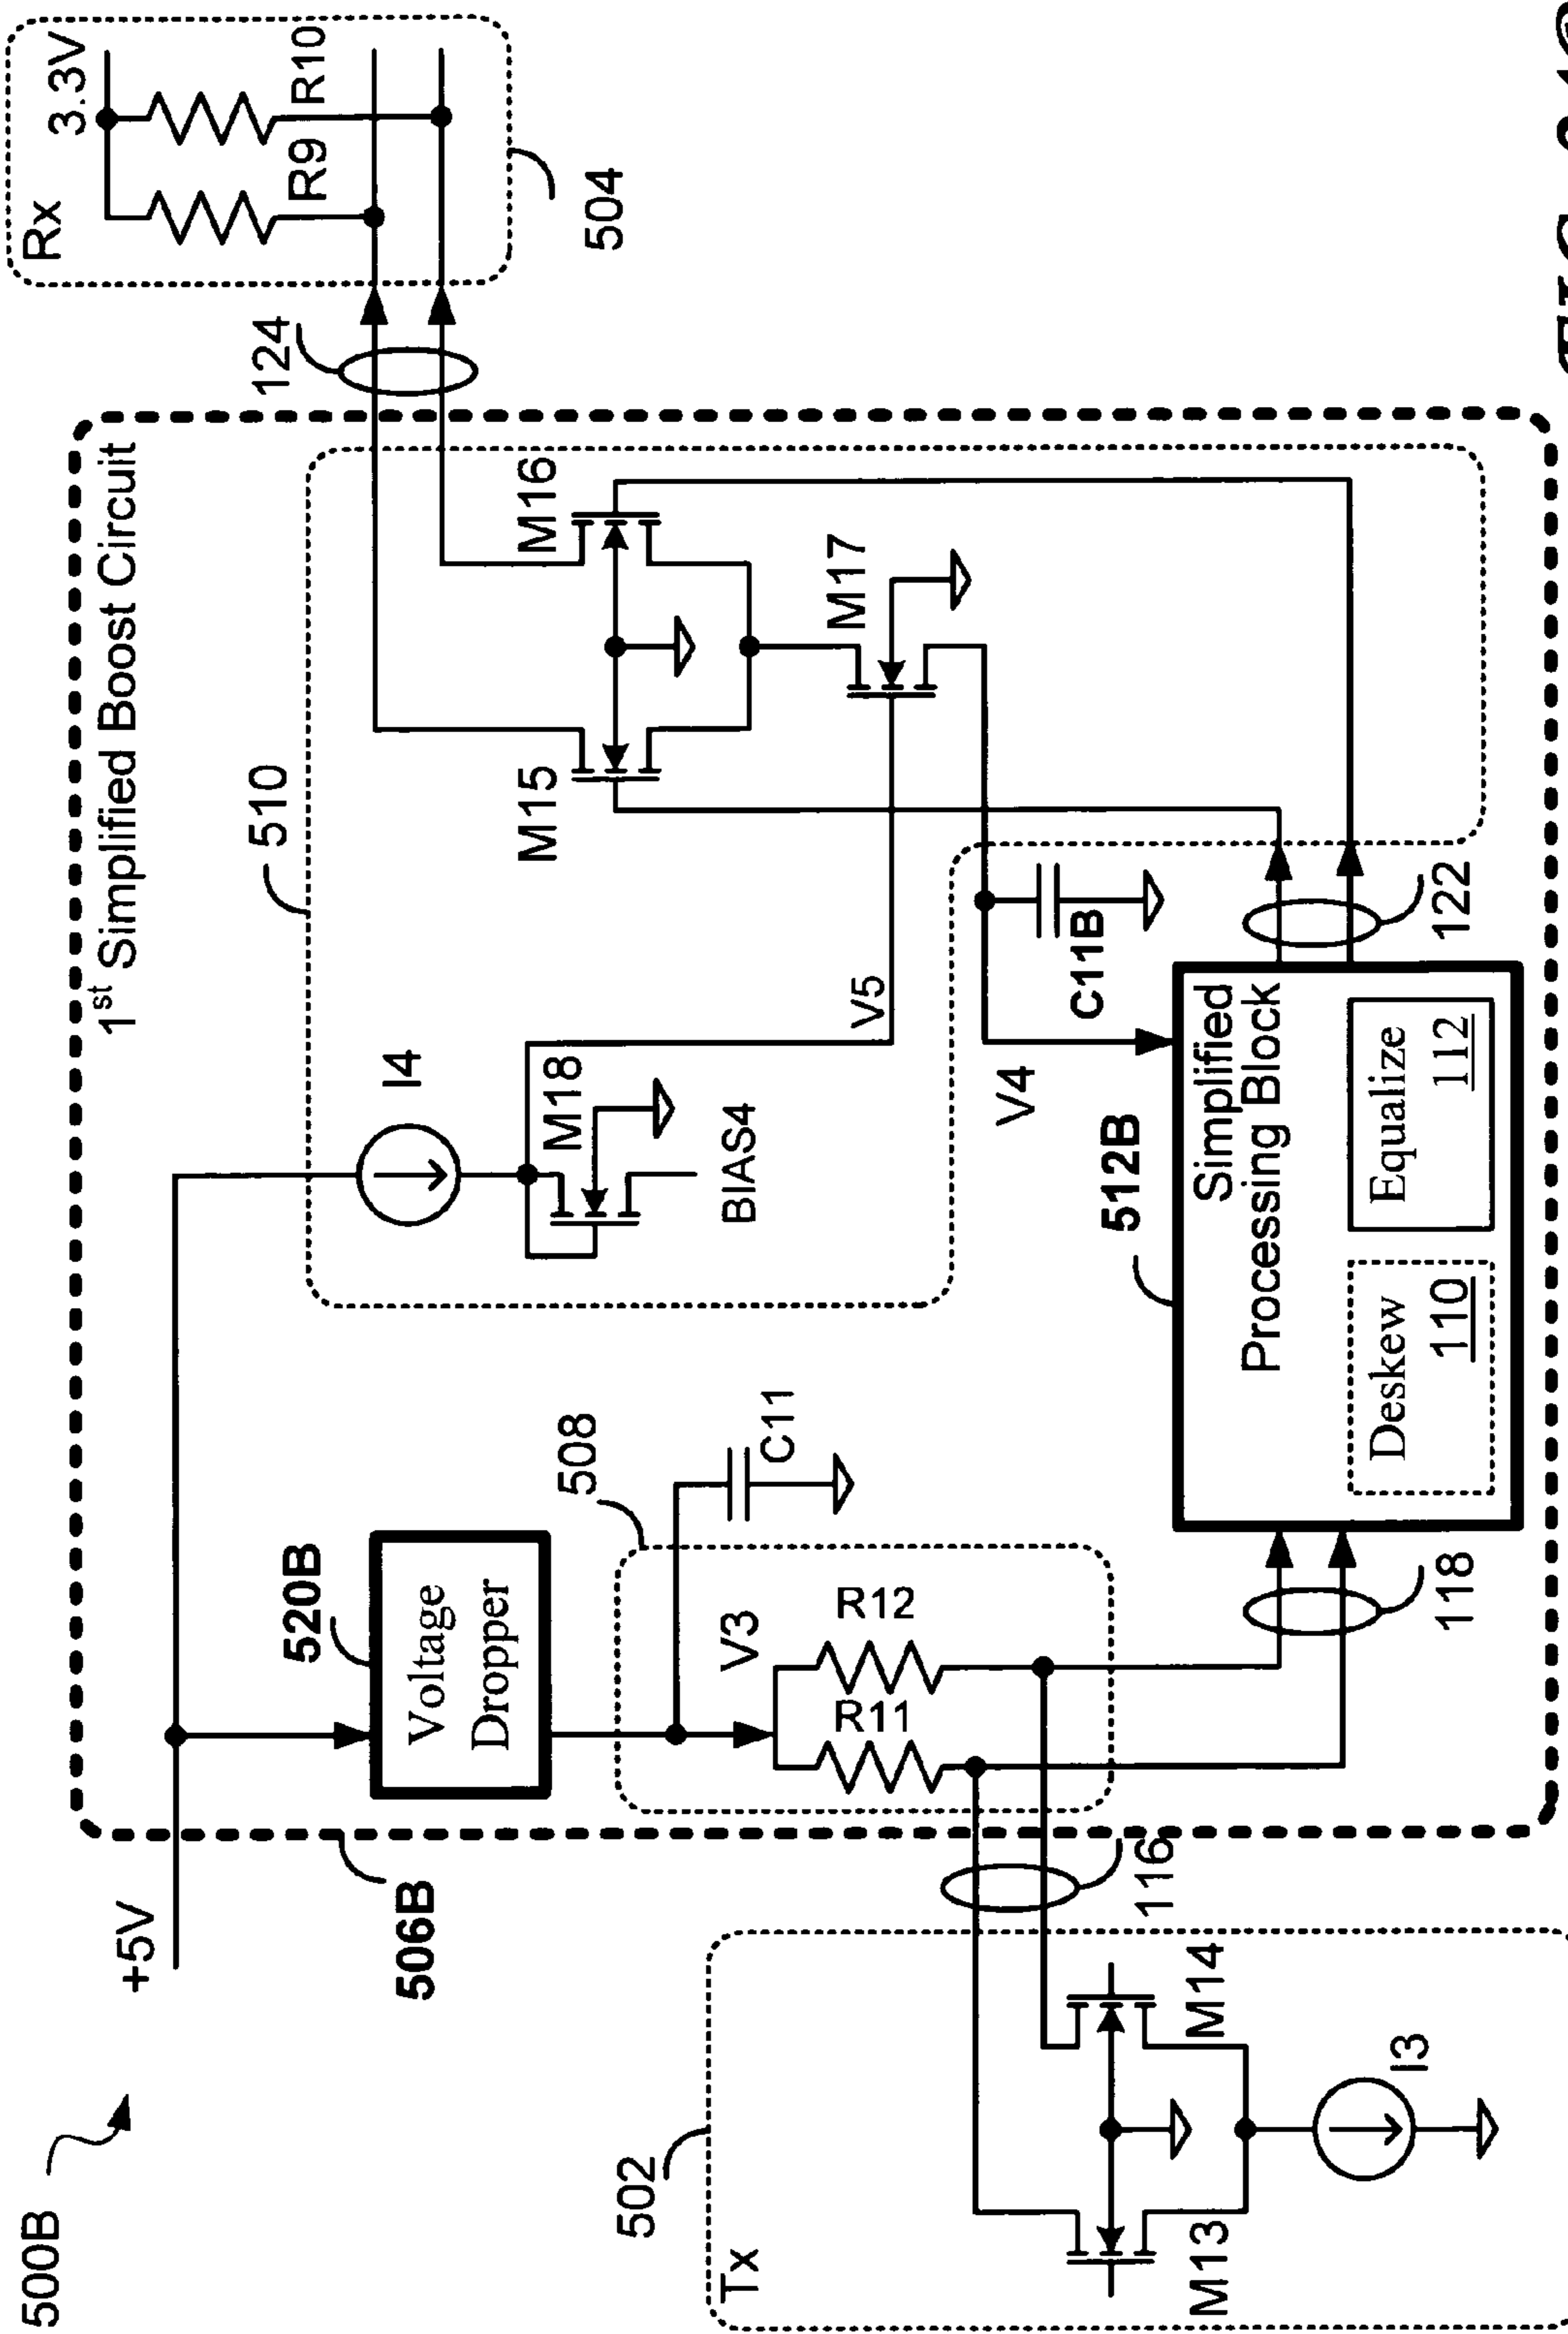 500B
+5V
506B
1st Simplified Boost Circuit
520B
Voltage
Dropper
508
C11
V3
R11
R12
I4
M18
BIAS4
510
V5
M15
M16
M17
C11B
V4
512B
Simplified
Processing Block
Deskew
110
Equalize
112
118
122
124
Rx
3.3V
R9
R10
504
116
502
Tx
M13
M14
I3